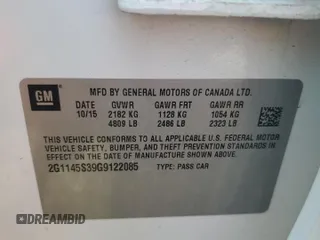 GM
MFD BY GENERAL MOTORS OF CANADA LTD.
DATE GVWR GAWR FRT GAWR RR
10/15 2182 KG 1128 KG 1054 KG
4809 LB 2486 LB 2323 LB
THIS VEHICLE CONFORMS TO ALL APPLICABLE U.S. FEDERAL MOTOR
VEHICLE SAFETY, BUMPER, AND THEFT PREVENTION STANDARDS IN
EFFECT ON THE DATE OF MANUFACTURE SHOWN ABOVE.
2G1145S39G9122085 TYPE: PASS CAR
DREAMBID